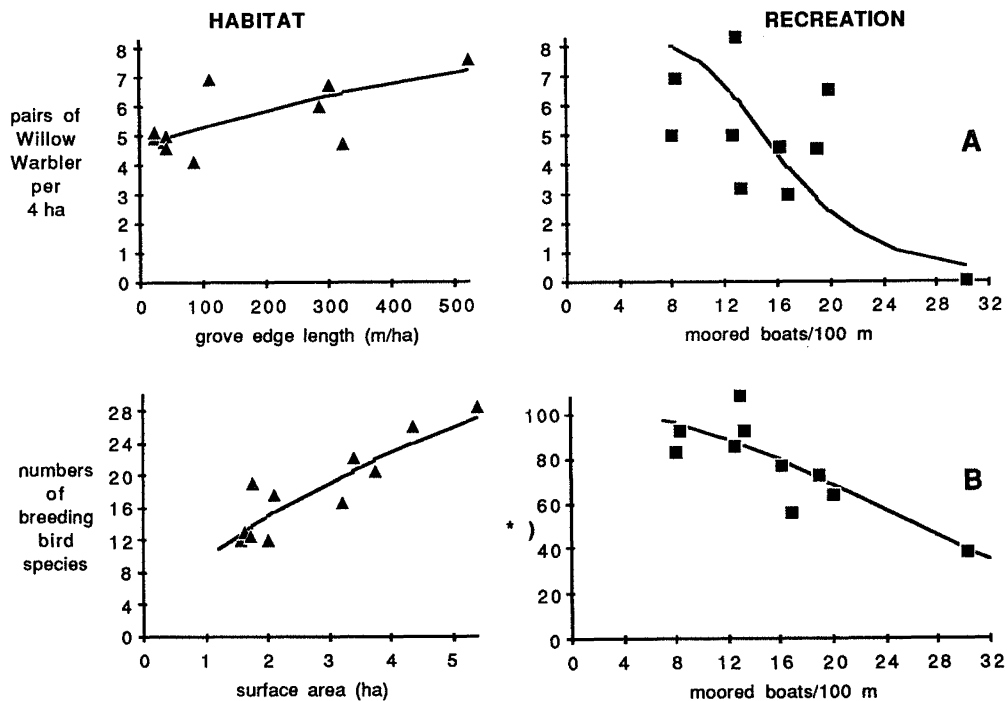 HABITAT
RECREATION
8
7
6
5
4
3
2
1
0
pairs of
Willow
Warbler
per
4 ha
0 100 200 300 400 500
grove edge length (m/ha)
8
7
6
5
4
3
2
1
0
A
0 4 8 12 16 20 24 28 32
moored boats/100 m
28
24
20
16
12
8
4
0
numbers
of
breeding
bird
species
0 1 2 3 4 5
surface area (ha)
100
80
60
40
20
0
* )
B
0 4 8 12 16 20 24 28 32
moored boats/100 m